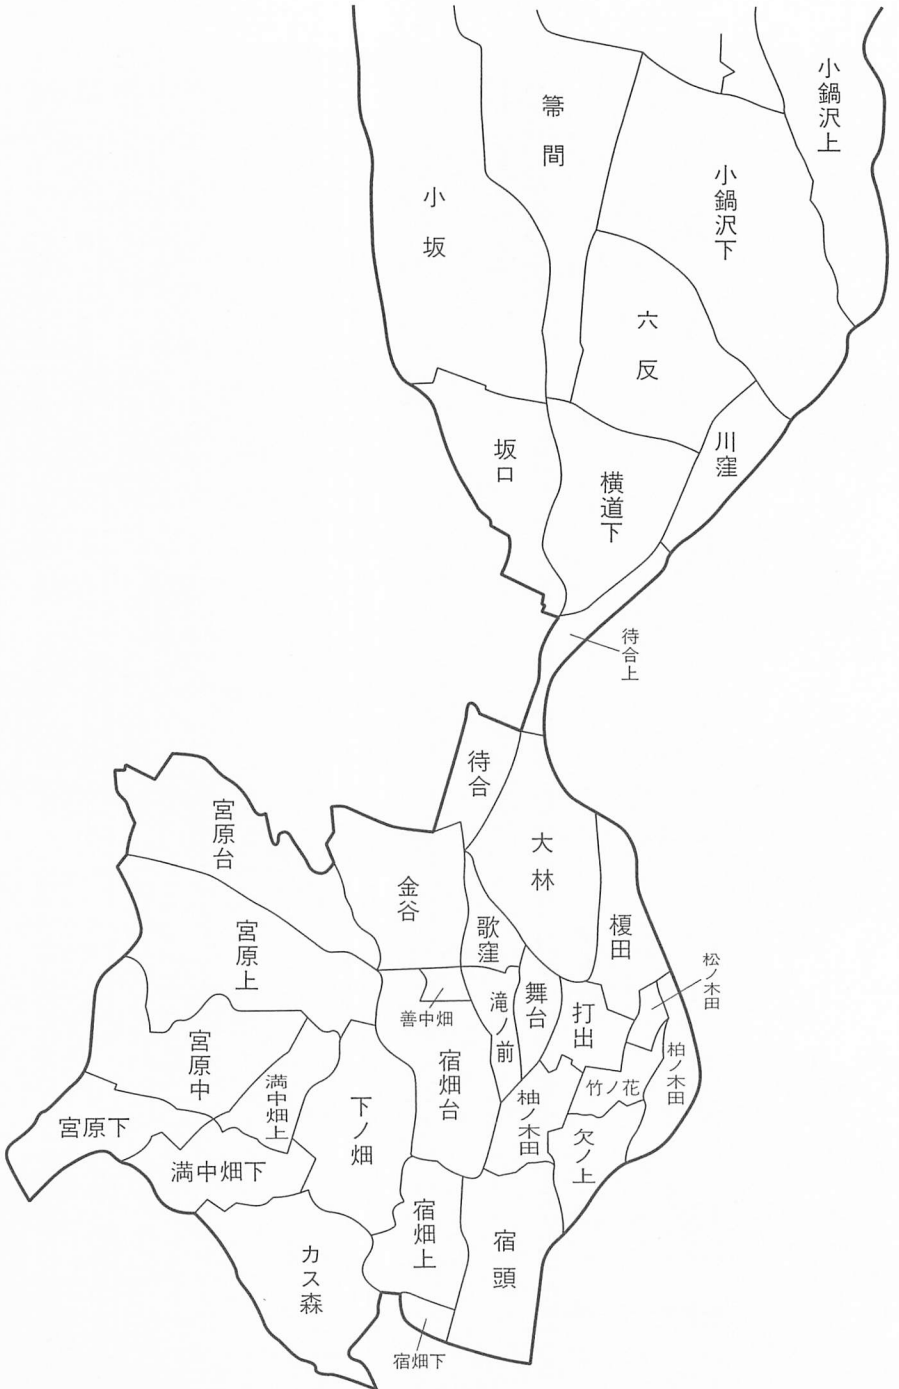 小鍋沢上
箒間
小鍋沢下
小坂
六反
川窪
坂口
横道下
待合上
待合
宮原台
大林
金谷
榎田
歌窪
宮原上
松ノ木田
舞台
滝ノ前
打出
善中畑
宮原中
宿畑台
柏ノ木田
満中畑上
竹ノ花
柚ノ木田
下ノ畑
宮原下
欠ノ上
満中畑下
宿畑上
宿頭
カス森
宿畑下